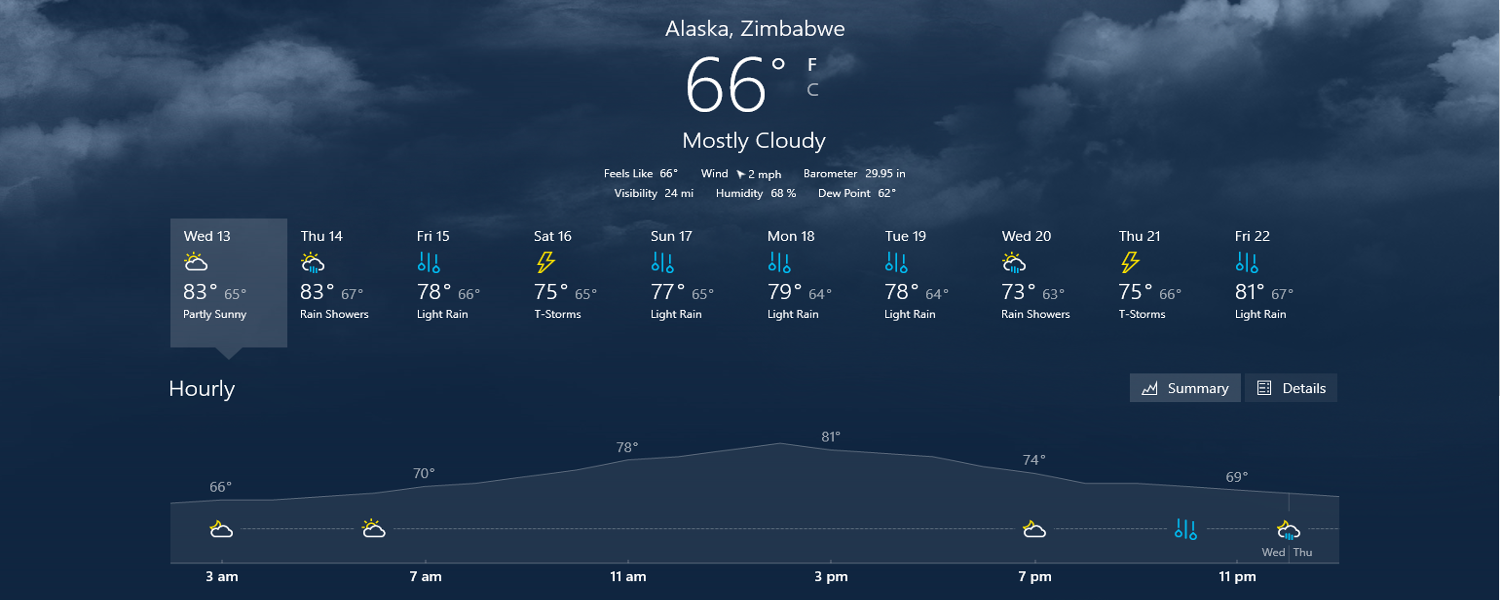 Alaska, Zimbabwe
66° F
C
Mostly Cloudy
Feels Like 66° Wind 2 mph Barometer 29.95 in
Visibility 24 mi Humidity 68 % Dew Point 62°
Wed 13 Thu 14 Fri 15 Sat 16 Sun 17 Mon 18 Tue 19 Wed 20 Thu 21 Fri 22
83° 65° 83° 67° 78° 66° 75° 65° 77° 65° 79° 64° 78° 64° 73° 63° 75° 66° 81° 67°
Partly Sunny Rain Showers Light Rain T-Storms Light Rain Light Rain Light Rain Rain Showers T-Storms Light Rain
Hourly Summary Details
66° 70° 78° 81° 74° 69°
Wed Thu
3 am 7 am 11 am 3 pm 7 pm 11 pm